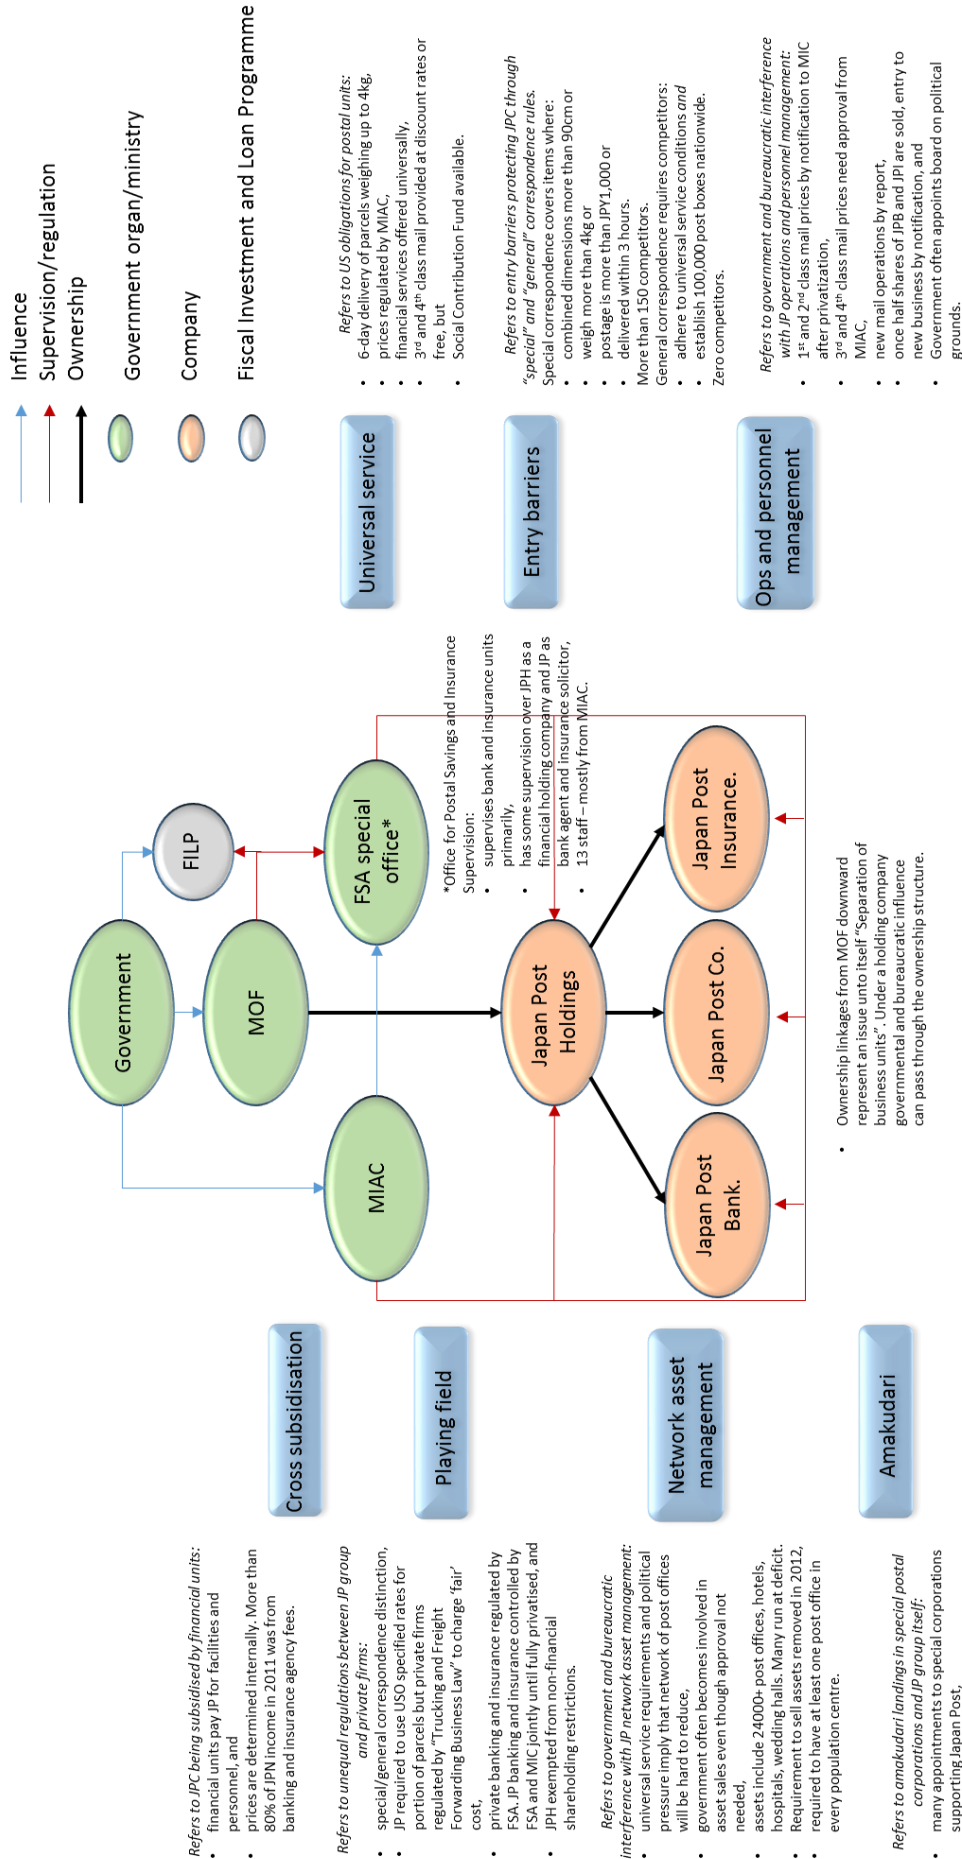 Refers to JPC being subsidised by financial units:
• financial units pay JP for facilities and
personnel, and
• prices are determined internally. More than
80% of JPN income in 2011 was from
banking and insurance agency fees.
Cross subsidisation
Refers to unequal regulations between JP group
and private firms:
• special/general correspondence distinction,
• JP required to use USO specified rates for
portion of parcels but private firms
regulated by “Trucking and Freight
Forwarding Business Law” to charge ‘fair’
cost,
• private banking and insurance regulated by
FSA. JP banking and insurance controlled by
FSA and MIC jointly until fully privatised, and
• JPH exempted from non-financial
shareholding restrictions.
Playing field
Refers to government and bureaucratic
interference with JP network asset management:
• universal service requirements and political
pressure imply that network of post offices
will be hard to reduce,
• government often becomes involved in
asset sales even though approval not
needed,
• assets include 24000+ post offices, hotels,
hospitals, wedding halls. Many run at deficit.
• Requirement to sell assets removed in 2012,
• required to have at least one post office in
every population centre.
Network asset
management
Refers to amakudari landings in special postal
corporations and JP group itself:
• many appointments to special corporations
supporting Japan Post,
Amakudari
Government
MOF
FILP
MIAC
FSA special
office*
*Office for Postal Savings and Insurance
Supervision:
• supervises bank and insurance units
primarily,
• has some supervision over JPH as a
financial holding company and JP as
bank agent and insurance solicitor,
• 13 staff – mostly from MIAC.
Japan Post
Holdings
Japan Post
Bank.
Japan Post Co.
Japan Post
Insurance.
• Ownership linkages from MOF downward
represent an issue unto itself “Separation of
business units”. Under a holding company
governmental and bureaucratic influence
can pass through the ownership structure.
Influence
Supervision/regulation
Ownership
Government organ/ministry
Company
Fiscal Investment and Loan Programme
Universal service
Refers to US obligations for postal units:
• 6-day delivery of parcels weighing up to 4kg,
• prices regulated by MIAC,
• financial services offered universally,
• 3rd and 4th class mail provided at discount rates or
free, but
• Social Contribution Fund available.
Entry barriers
Refers to entry barriers protecting JPC through
“special” and “general” correspondence rules.
Special correspondence covers items where:
• combined dimensions more than 90cm or
• weigh more than 4kg or
• postage is more than JPY1,000 or
• delivered within 3 hours.
More than 150 competitors.
General correspondence requires competitors:
• adhere to universal service conditions and
• establish 100,000 post boxes nationwide.
Zero competitors.
Ops and personnel
management
Refers to government and bureaucratic interference
with JP operations and personnel management:
• 1st and 2nd class mail prices by notification to MIC
after privatization,
• 3rd and 4th class mail prices need approval from
MIAC,
• new mail operations by report,
• once half shares of JPB and JPI are sold, entry to
new business by notification, and
• Government often appoints board on political
grounds.